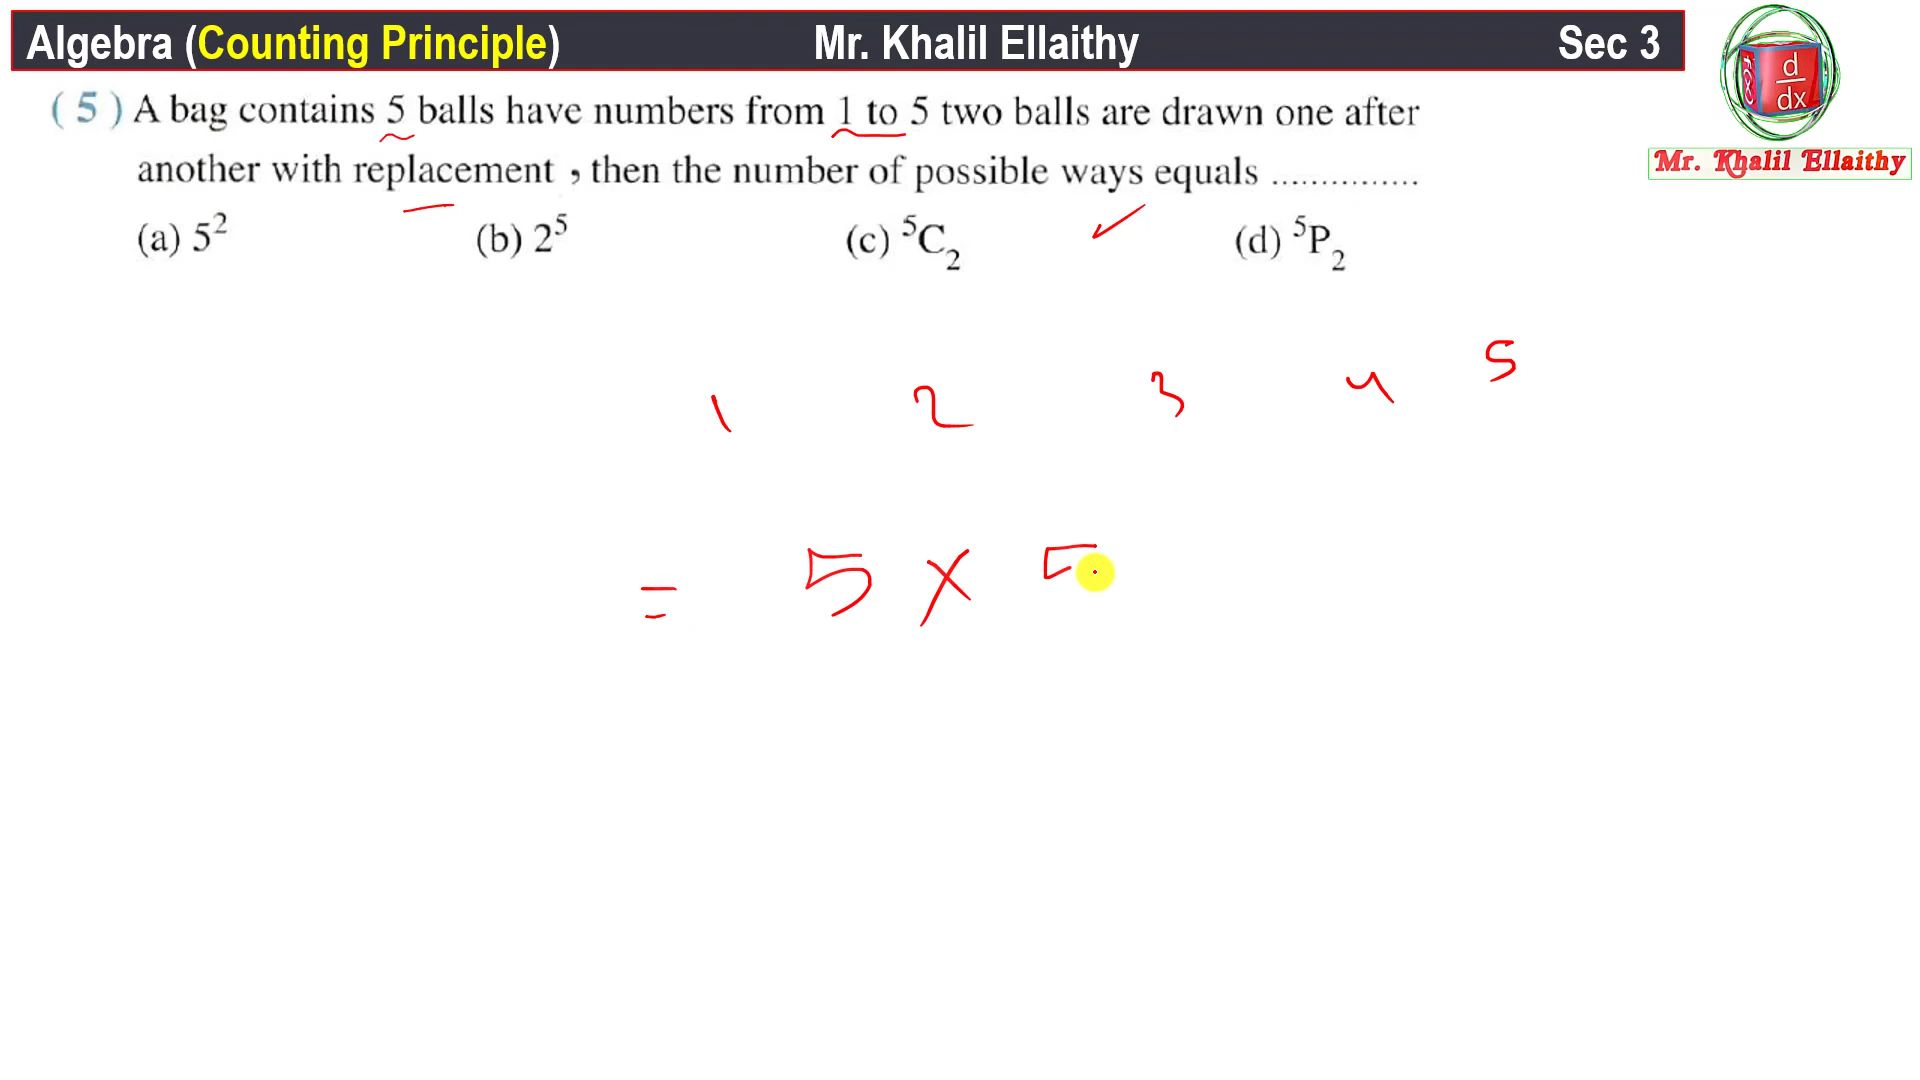 Algebra (Counting Principle) Mr. Khalil Ellaithy Sec 3
d
dx
Mr. Khalil Ellaithy
( 5 ) A bag contains 5 balls have numbers from 1 to 5 two balls are drawn one after
another with replacement , then the number of possible ways equals ...............
(a) 5² (b) 2⁵ (c) ⁵C₂ (d) ⁵P₂
1 2 3 4 5
= 5 × 5